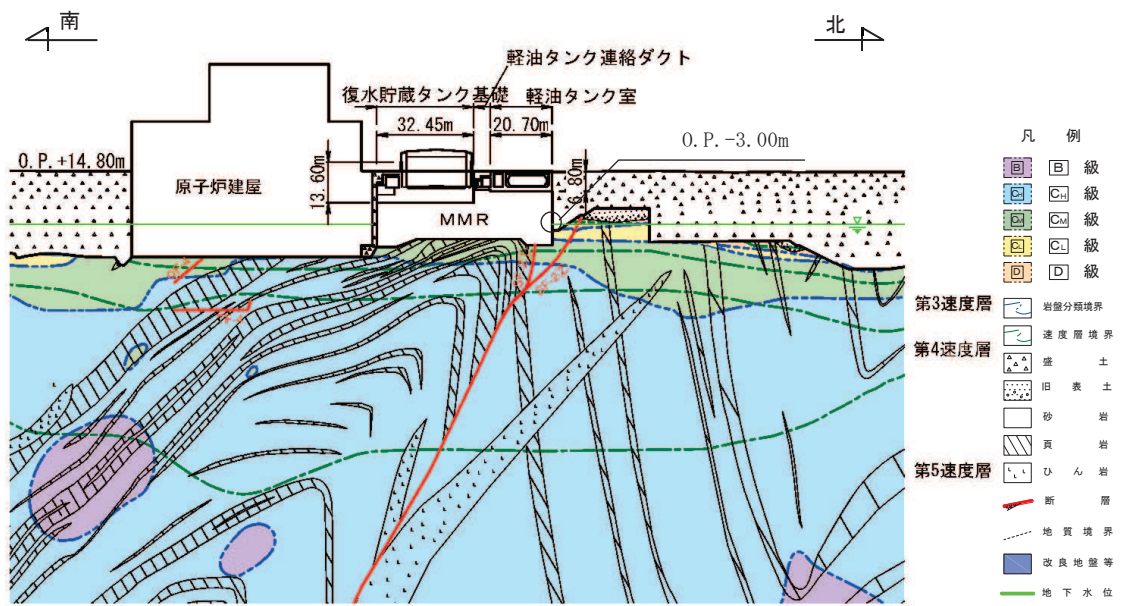 南
北
軽油タンク連絡ダクト
復水貯蔵タンク基礎
軽油タンク室
32.45m
20.70m
O.P.-3.00m
O.P.+14.80m
13.60m
原子炉建屋
MMR
第3速度層
第4速度層
第5速度層
凡 例
B B 級
CH CH 級
CM CM 級
CL CL 級
D D 級
岩盤分類境界
速度層境界
盛 土
旧 表 土
砂 岩
頁 岩
ひ ん 岩
断 層
地 質 境 界
改 良 地 盤 等
地 下 水 位